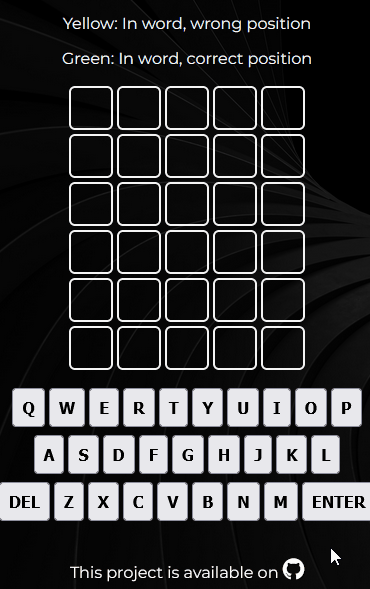 Yellow: In word, wrong position
Green: In word, correct position
Q W E R T Y U I O P
A S D F G H J K L
DEL Z X C V B N M ENTER
This project is available on